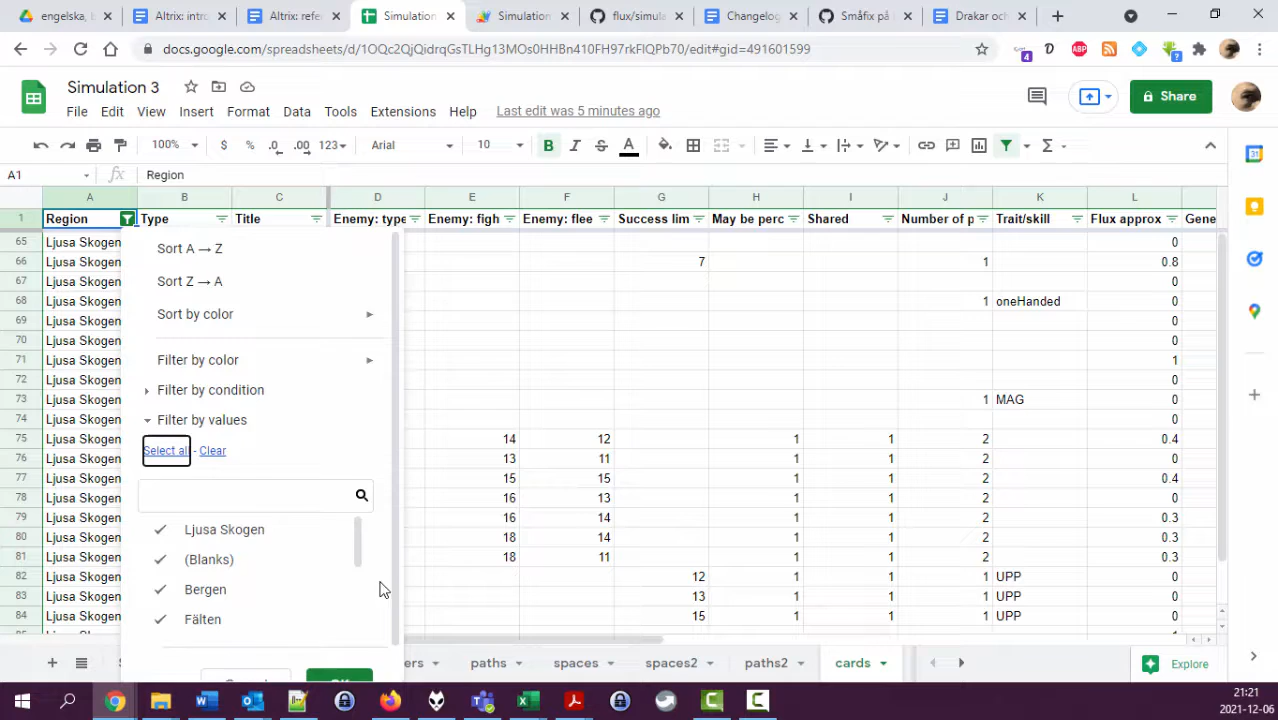 engelska, b
Altrix: intro
Altrix: refe
Simulation
Simulation
flux/simula
Changelog
Småfix på
Drakar och
docs.google.com/spreadsheets/d/1OQc2QjQidrqGsTLHg13MOs0HHBn410FH97rkFlQPb70/edit#gid=491601599
4
ABP
?
Simulation 3
File Edit View Insert Format Data Tools Extensions Help Last edit was 5 minutes ago
Share
100% $ % .0 .00 123 Arial 10 B I S A
A1 fx Region
A B C D E F G H I J K L
1 Region Type Title Enemy: type Enemy: figh Enemy: flee Success lim May be perc Shared Number of p Trait/skill Flux approx Gene
65 Ljusa Skogen 0
66 Ljusa Skogen 7 1 0.8
67 Ljusa Skogen 0
68 Ljusa Skogen 1 oneHanded 0
69 Ljusa Skogen 0
70 Ljusa Skogen 0
71 Ljusa Skogen 1
72 Ljusa Skogen 0
73 Ljusa Skogen 1 MAG 0
74 Ljusa Skogen 0
75 Ljusa Skogen 14 12 1 1 2 0.4
76 Ljusa Skogen 13 11 1 1 2 0
77 Ljusa Skogen 15 15 1 1 2 0.4
78 Ljusa Skogen 16 13 1 1 2 0
79 Ljusa Skogen 16 14 1 1 2 0.3
80 Ljusa Skogen 18 14 1 1 2 0.3
81 Ljusa Skogen 18 11 1 1 2 0.3
82 Ljusa Skogen 12 1 1 1 UPP 0
83 Ljusa Skogen 13 1 1 1 UPP 0
84 Ljusa Skogen 15 1 1 1 UPP 0
Sort A → Z
Sort Z → A
Sort by color
Filter by color
Filter by condition
Filter by values
Select all - Clear
Ljusa Skogen
(Blanks)
Bergen
Fälten
ers paths spaces spaces2 paths2 cards
Explore
21:21
2021-12-06